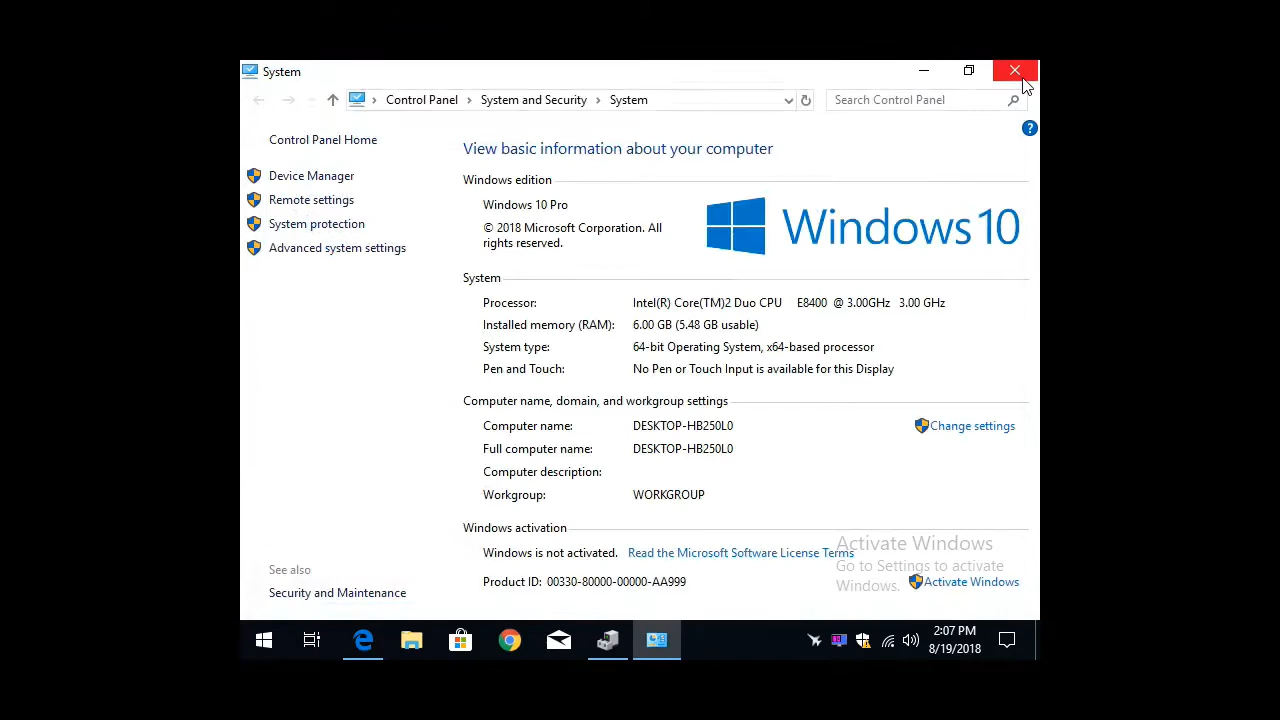 System
Control Panel > System and Security > System
Search Control Panel
Control Panel Home
Device Manager
Remote settings
System protection
Advanced system settings
View basic information about your computer
Windows edition
Windows 10 Pro
© 2018 Microsoft Corporation. All
rights reserved.
Windows 10
System
Processor: Intel(R) Core(TM)2 Duo CPU E8400 @ 3.00GHz 3.00 GHz
Installed memory (RAM): 6.00 GB (5.48 GB usable)
System type: 64-bit Operating System, x64-based processor
Pen and Touch: No Pen or Touch Input is available for this Display
Computer name, domain, and workgroup settings
Computer name: DESKTOP-HB250L0
Change settings
Full computer name: DESKTOP-HB250L0
Computer description:
Workgroup: WORKGROUP
Windows activation
Windows is not activated. Read the Microsoft Software License Terms
Product ID: 00330-80000-00000-AA999
Activate Windows
Activate Windows
Go to Settings to activate
Windows.
See also
Security and Maintenance
2:07 PM
8/19/2018